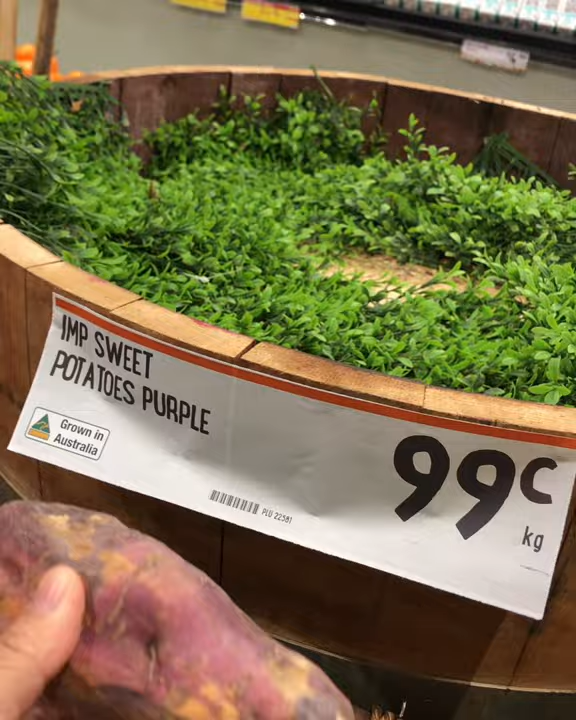 IMP SWEET
POTATOES PURPLE
Grown in
Australia
PLU 22581
99c
kg